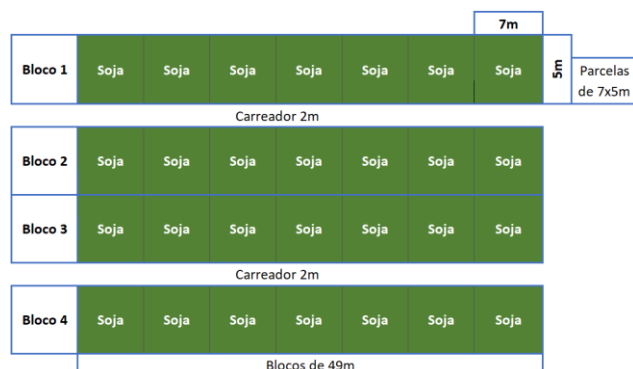 7m
Bloco 1 Soja Soja Soja Soja Soja Soja Soja 5m Parcelas
de 7x5m
Carreador 2m
Bloco 2 Soja Soja Soja Soja Soja Soja Soja
Bloco 3 Soja Soja Soja Soja Soja Soja Soja
Carreador 2m
Bloco 4 Soja Soja Soja Soja Soja Soja Soja
Blocos de 49m